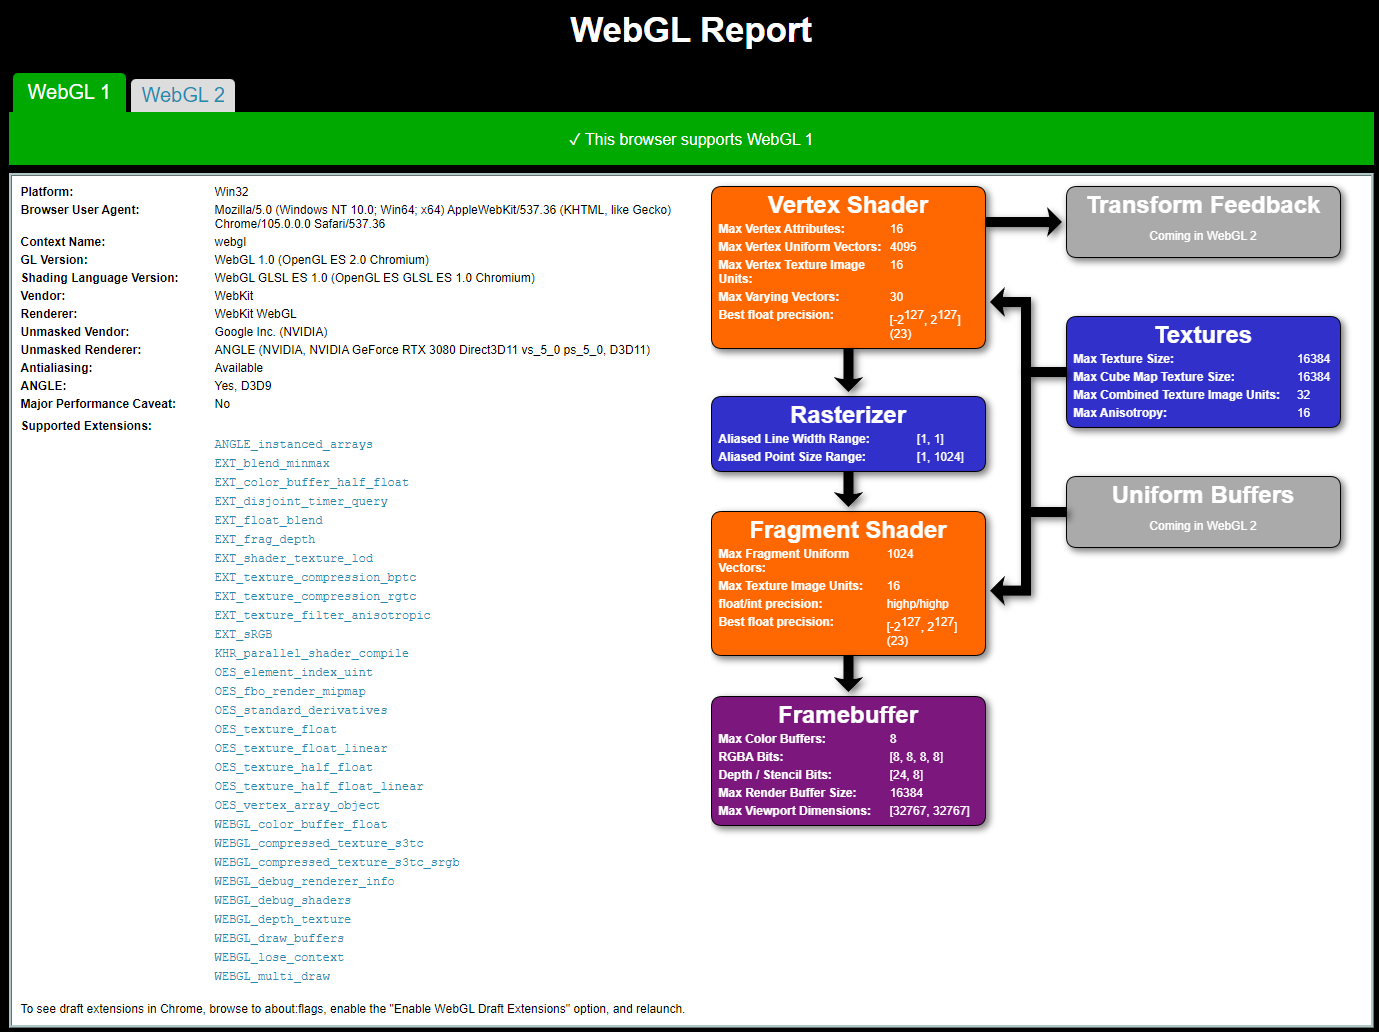 WebGL Report
WebGL 1
WebGL 2
✓ This browser supports WebGL 1
Platform: Win32
Browser User Agent: Mozilla/5.0 (Windows NT 10.0; Win64; x64) AppleWebKit/537.36 (KHTML, like Gecko)
Chrome/105.0.0.0 Safari/537.36
Context Name: webgl
GL Version: WebGL 1.0 (OpenGL ES 2.0 Chromium)
Shading Language Version: WebGL GLSL ES 1.0 (OpenGL ES GLSL ES 1.0 Chromium)
Vendor: WebKit
Renderer: WebKit WebGL
Unmasked Vendor: Google Inc. (NVIDIA)
Unmasked Renderer: ANGLE (NVIDIA, NVIDIA GeForce RTX 3080 Direct3D11 vs_5_0 ps_5_0, D3D11)
Antialiasing: Available
ANGLE: Yes, D3D9
Major Performance Caveat: No
Supported Extensions:
ANGLE_instanced_arrays
EXT_blend_minmax
EXT_color_buffer_half_float
EXT_disjoint_timer_query
EXT_float_blend
EXT_frag_depth
EXT_shader_texture_lod
EXT_texture_compression_bptc
EXT_texture_compression_rgtc
EXT_texture_filter_anisotropic
EXT_sRGB
KHR_parallel_shader_compile
OES_element_index_uint
OES_fbo_render_mipmap
OES_standard_derivatives
OES_texture_float
OES_texture_float_linear
OES_texture_half_float
OES_texture_half_float_linear
OES_vertex_array_object
WEBGL_color_buffer_float
WEBGL_compressed_texture_s3tc
WEBGL_compressed_texture_s3tc_srgb
WEBGL_debug_renderer_info
WEBGL_debug_shaders
WEBGL_depth_texture
WEBGL_draw_buffers
WEBGL_lose_context
WEBGL_multi_draw
To see draft extensions in Chrome, browse to about:flags, enable the "Enable WebGL Draft Extensions" option, and relaunch.
Vertex Shader
Max Vertex Attributes: 16
Max Vertex Uniform Vectors: 4095
Max Vertex Texture Image 16
Units:
Max Varying Vectors: 30
Best float precision: [-2^127, 2^127]
(23)
Rasterizer
Aliased Line Width Range: [1, 1]
Aliased Point Size Range: [1, 1024]
Fragment Shader
Max Fragment Uniform 1024
Vectors:
Max Texture Image Units: 16
float/int precision: highp/highp
Best float precision: [-2^127, 2^127]
(23)
Framebuffer
Max Color Buffers: 8
RGBA Bits: [8, 8, 8, 8]
Depth / Stencil Bits: [24, 8]
Max Render Buffer Size: 16384
Max Viewport Dimensions: [32767, 32767]
Transform Feedback
Coming in WebGL 2
Textures
Max Texture Size: 16384
Max Cube Map Texture Size: 16384
Max Combined Texture Image Units: 32
Max Anisotropy: 16
Uniform Buffers
Coming in WebGL 2